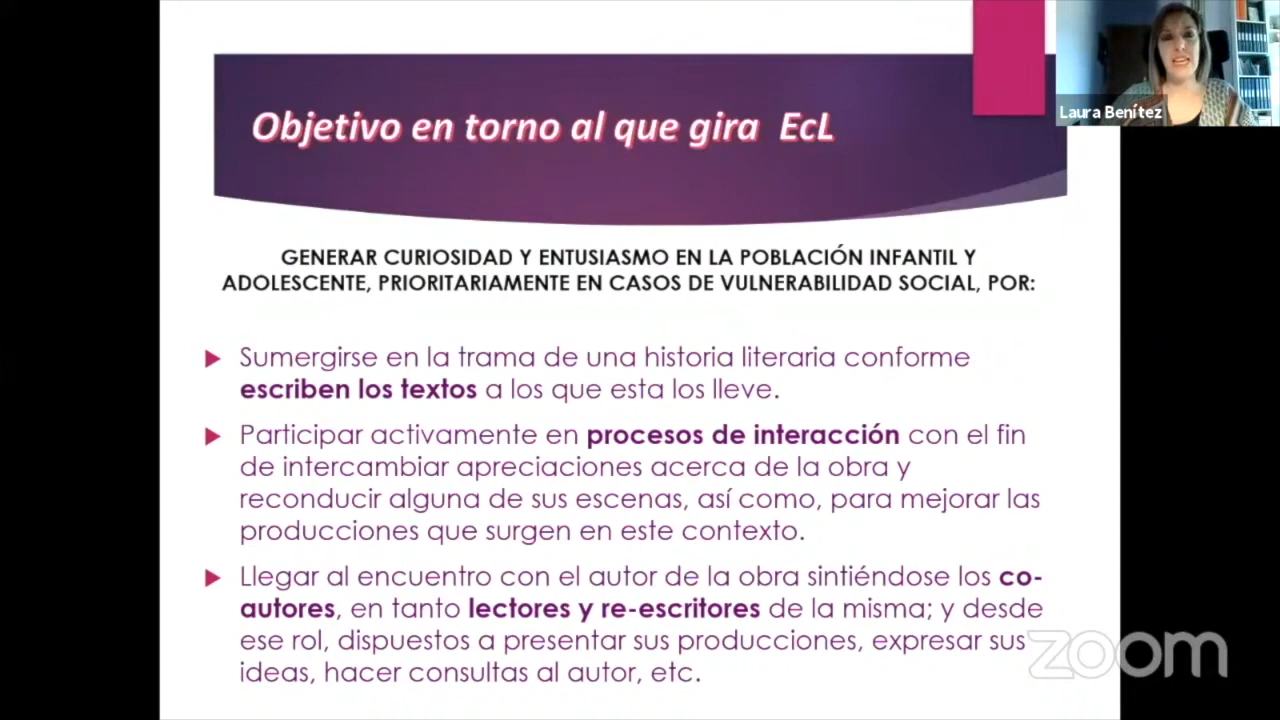 Objetivo en torno al que gira EcL
Laura Benítez
GENERAR CURIOSIDAD Y ENTUSIASMO EN LA POBLACIÓN INFANTIL Y
ADOLESCENTE, PRIORITARIAMENTE EN CASOS DE VULNERABILIDAD SOCIAL, POR:
Sumergirse en la trama de una historia literaria conforme
escriben los textos a los que esta los lleve.
Participar activamente en procesos de interacción con el fin
de intercambiar apreciaciones acerca de la obra y
reconducir alguna de sus escenas, así como, para mejorar las
producciones que surgen en este contexto.
Llegar al encuentro con el autor de la obra sintiéndose los co-
autores, en tanto lectores y re-escritores de la misma; y desde
ese rol, dispuestos a presentar sus producciones, expresar sus
ideas, hacer consultas al autor, etc.
zoom